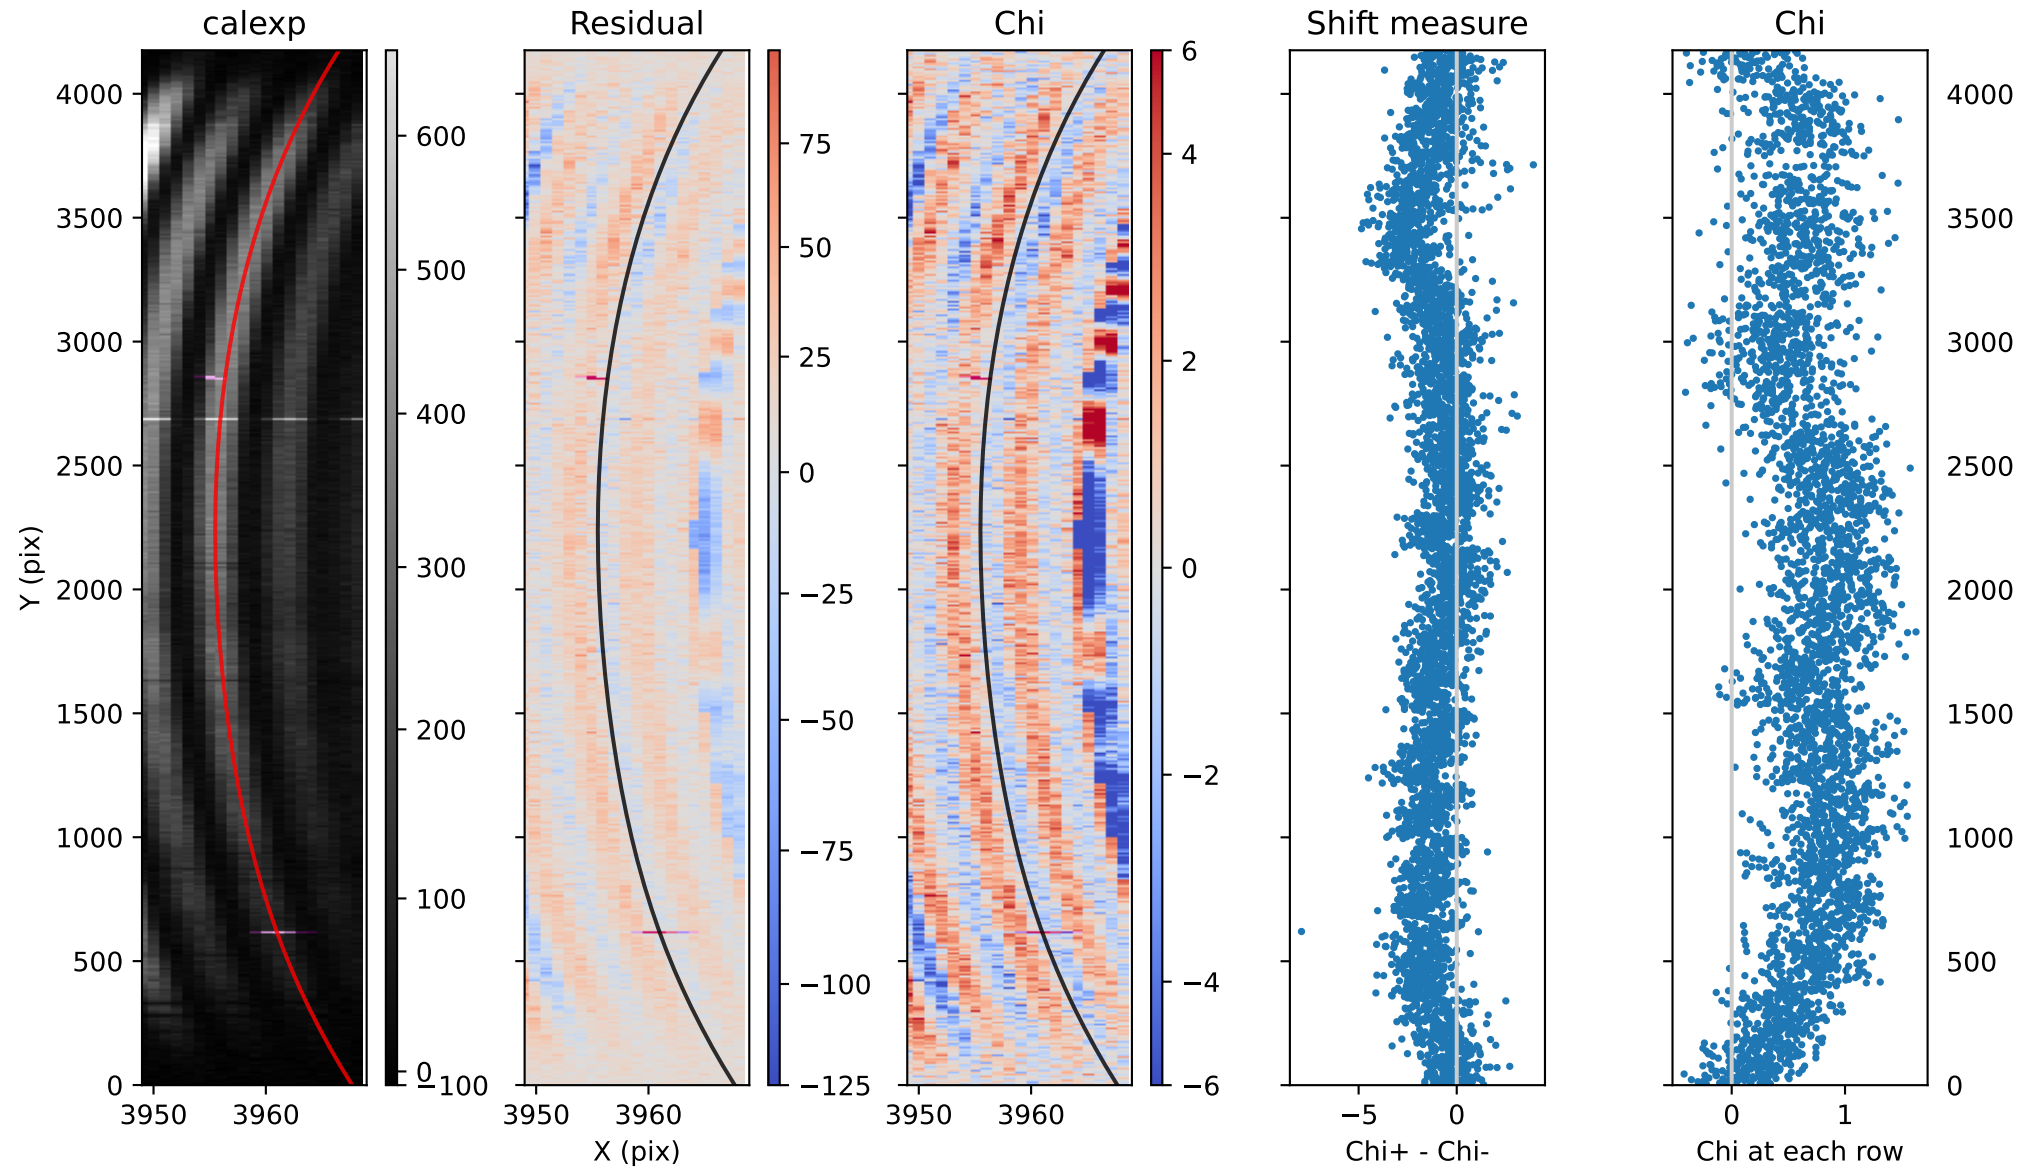 calexp Residual Chi Shift measure Chi
4000 600 75 6 4000
4
3500 500 50 3500
3000 400 25 2 3000
2500 300 0 0 2500
Y (pix)
2000 −25 2000
1500 200 −50 −2 1500
1000 100 −75 −4 1000
500 −100 500
0 0 −100 −125 −6 0
3950 3960 3950 3960 3950 3960 −5 0 0 1
X (pix) Chi+ - Chi- Chi at each row